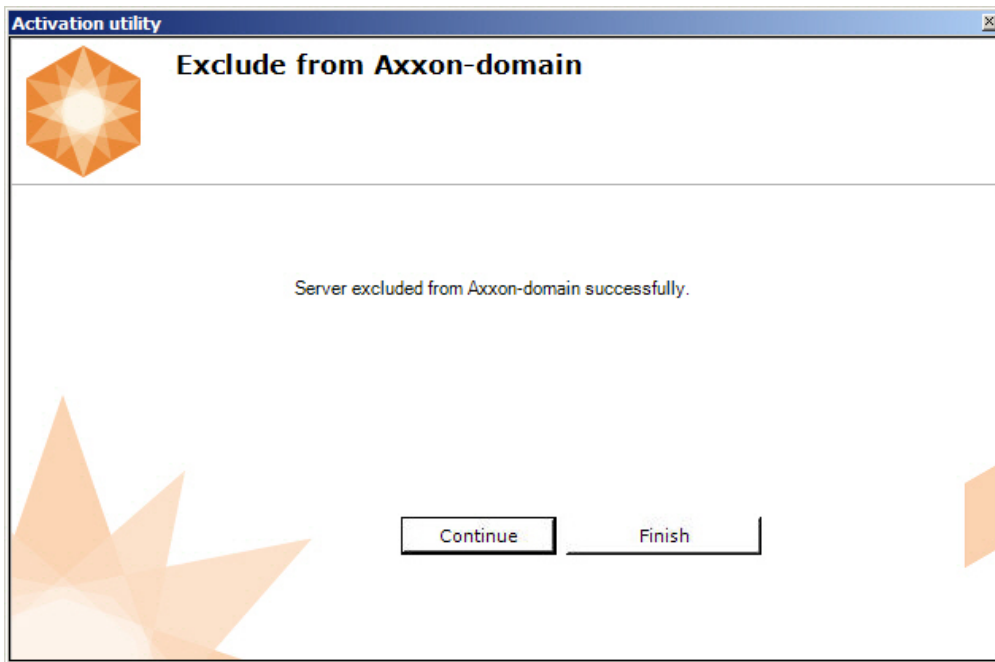 Activation utility
Exclude from Axxon-domain
Server excluded from Axxon-domain successfully.
Continue
Finish